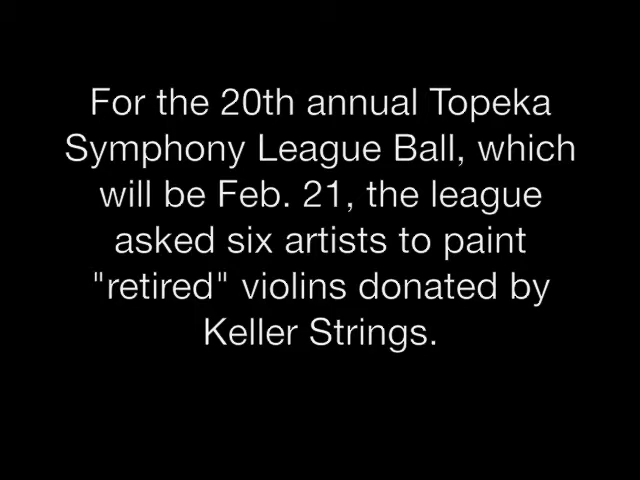 For the 20th annual Topeka
Symphony League Ball, which
will be Feb. 21, the league
asked six artists to paint
"retired" violins donated by
Keller Strings.